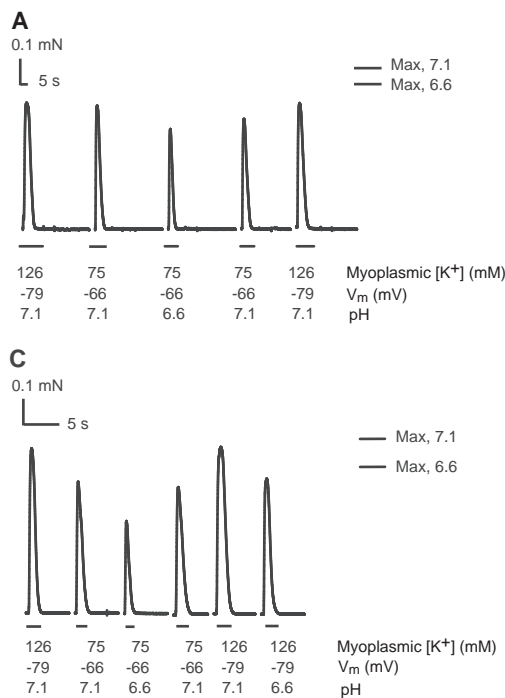 A
0.1 mN
5 s
Max, 7.1
Max, 6.6
126 75 75 75 126 Myoplasmic [K+] (mM)
-79 -66 -66 -66 -79 Vm (mV)
7.1 7.1 6.6 7.1 7.1 pH
C
0.1 mN
5 s
Max, 7.1
Max, 6.6
126 75 75 75 126 126 Myoplasmic [K+] (mM)
-79 -66 -66 -66 -79 -79 Vm (mV)
7.1 7.1 6.6 7.1 7.1 6.6 pH